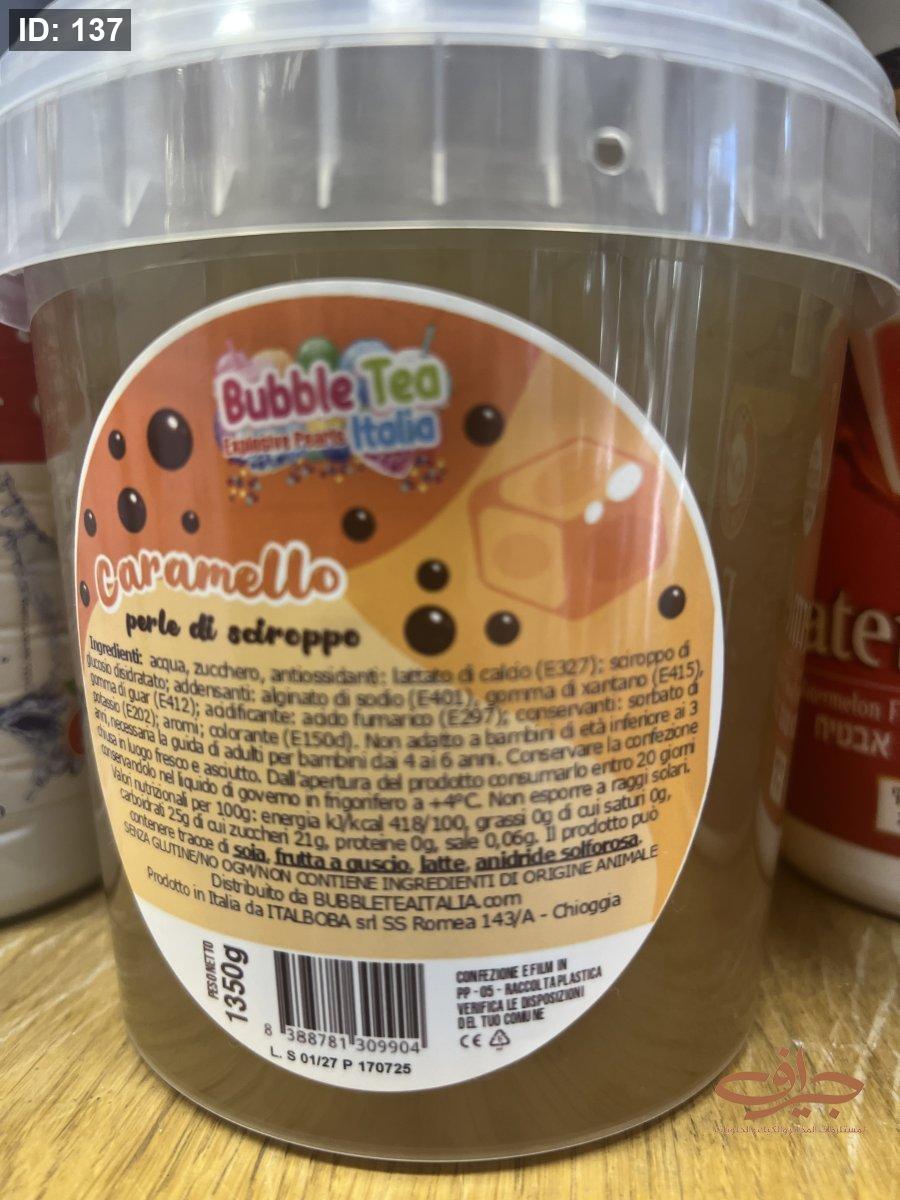 ID: 137
Bubble Tea
Explosive Pearls Italia
Caramello
perle di sciroppo
Ingredienti: acqua, zucchero, antiossidanti: lattato di calcio (E327); sciroppo di
glucosio disidratato; addensanti: alginato di sodio (E401), gomma di xantano (E415),
gomma di guar (E412); acidificante: acido fumarico (E297); conservanti: sorbato di
potassio (E202); aromi; colorante (E150d). Non adatto a bambini di età inferiore ai 3
anni, necessaria la guida di adulti per bambini dai 4 ai 6 anni. Conservare la confezione
chiusa in luogo fresco e asciutto. Dall'apertura del prodotto consumarlo entro 20 giorni
conservandolo nel liquido di governo in frigorifero a +4°C. Non esporre a raggi solari.
Valori nutrizionali per 100g: energia kJ/kcal 418/100, grassi 0g di cui saturi 0g,
carboidrati 25g di cui zuccheri 21g, proteine 0g, sale 0,06g. Il prodotto può
contenere tracce di soia, frutta a guscio, latte, anidride solforosa.
SENZA GLUTINE/NO OGM/NON CONTIENE INGREDIENTI DI ORIGINE ANIMALE
Distribuito da BUBBLETEAITALIA.com
Prodotto in Italia da ITALBOBA srl SS Romea 143/A - Chioggia
PESO NETTO
1350g
8 388781 309904
L. S 01/27 P 170725
CONFEZIONE E FILM IN
PP - 05 - RACCOLTA PLASTICA
VERIFICA LE DISPOSIZIONI
DEL TUO COMUNE
CE
ate
ermelon F
אבטיח